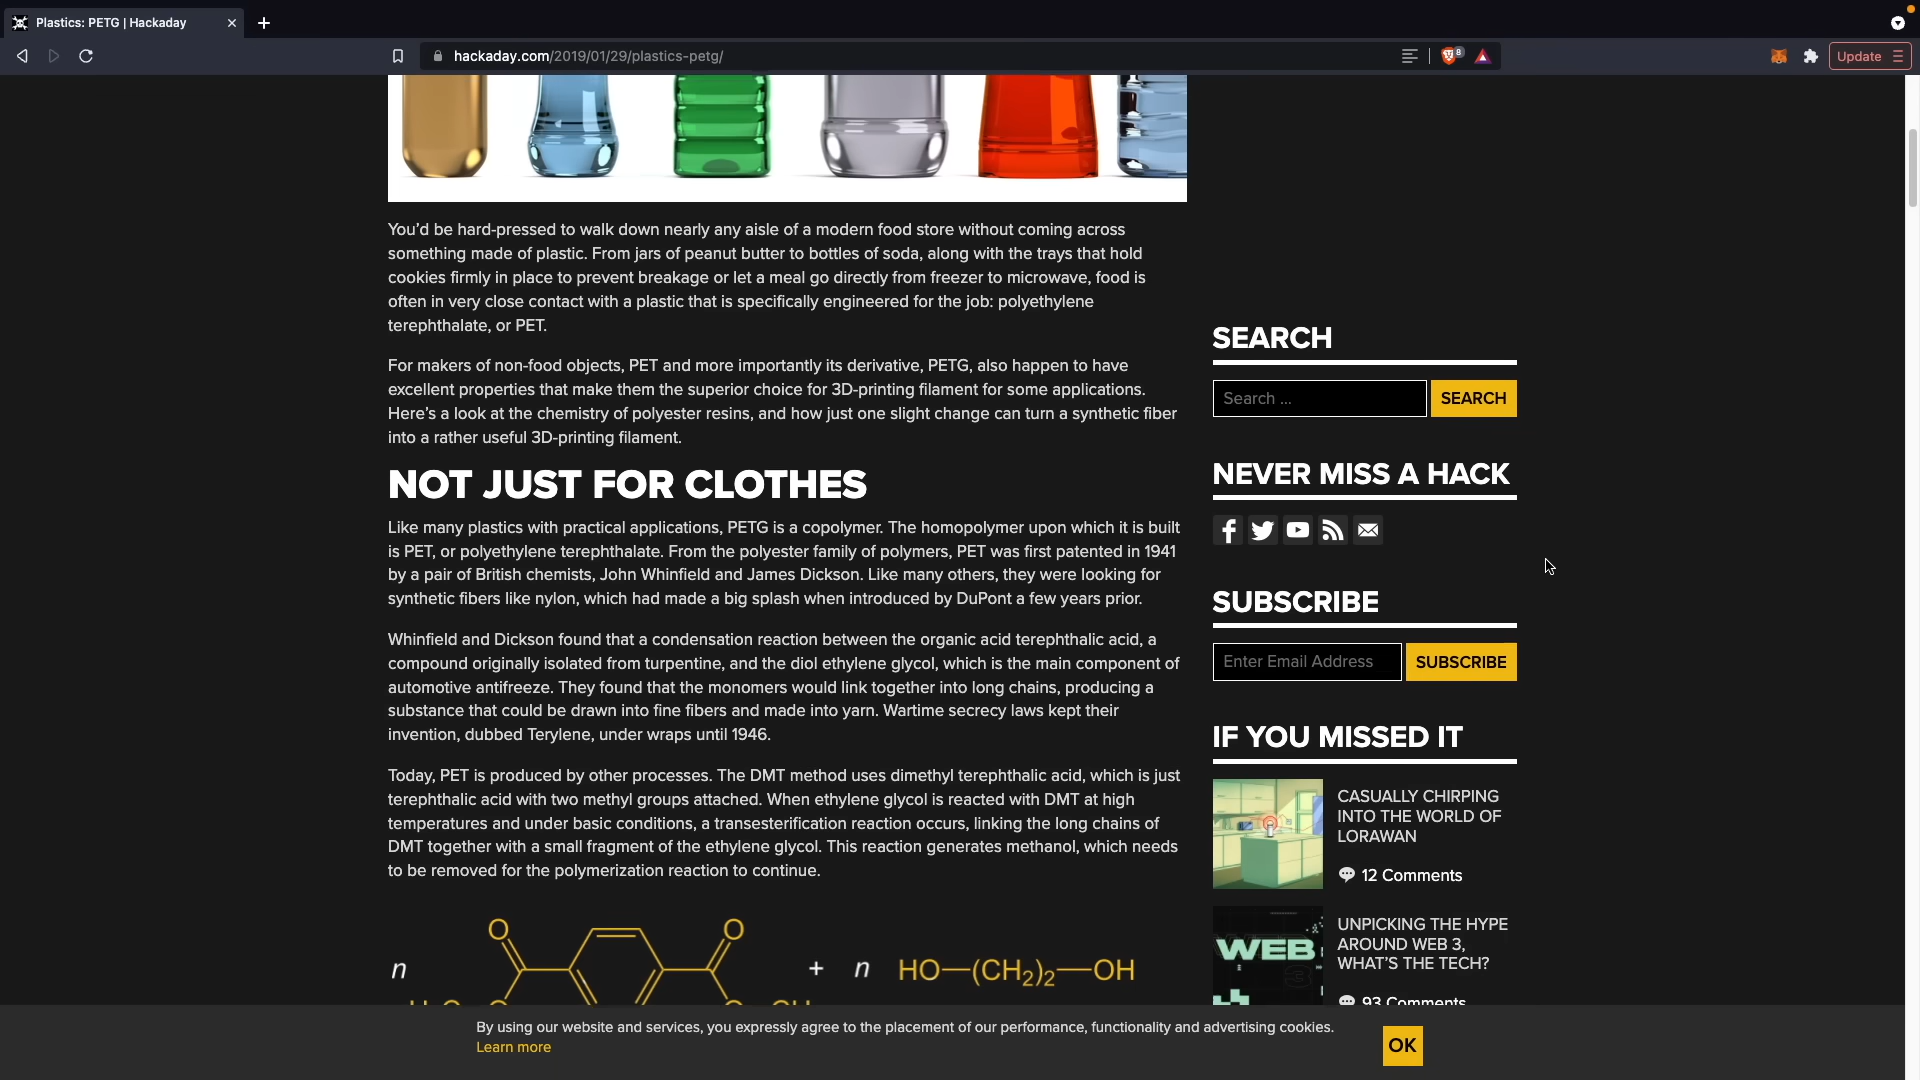 Plastics: PETG | Hackaday
hackaday.com/2019/01/29/plastics-petg/
8
Update
You'd be hard-pressed to walk down nearly any aisle of a modern food store without coming across
something made of plastic. From jars of peanut butter to bottles of soda, along with the trays that hold
cookies firmly in place to prevent breakage or let a meal go directly from freezer to microwave, food is
often in very close contact with a plastic that is specifically engineered for the job: polyethylene
terephthalate, or PET.
For makers of non-food objects, PET and more importantly its derivative, PETG, also happen to have
excellent properties that make them the superior choice for 3D-printing filament for some applications.
Here's a look at the chemistry of polyester resins, and how just one slight change can turn a synthetic fiber
into a rather useful 3D-printing filament.
NOT JUST FOR CLOTHES
Like many plastics with practical applications, PETG is a copolymer. The homopolymer upon which it is built
is PET, or polyethylene terephthalate. From the polyester family of polymers, PET was first patented in 1941
by a pair of British chemists, John Whinfield and James Dickson. Like many others, they were looking for
synthetic fibers like nylon, which had made a big splash when introduced by DuPont a few years prior.
Whinfield and Dickson found that a condensation reaction between the organic acid terephthalic acid, a
compound originally isolated from turpentine, and the diol ethylene glycol, which is the main component of
automotive antifreeze. They found that the monomers would link together into long chains, producing a
substance that could be drawn into fine fibers and made into yarn. Wartime secrecy laws kept their
invention, dubbed Terylene, under wraps until 1946.
Today, PET is produced by other processes. The DMT method uses dimethyl terephthalic acid, which is just
terephthalic acid with two methyl groups attached. When ethylene glycol is reacted with DMT at high
temperatures and under basic conditions, a transesterification reaction occurs, linking the long chains of
DMT together with a small fragment of the ethylene glycol. This reaction generates methanol, which needs
to be removed for the polymerization reaction to continue.
O O
n + n HO—(CH₂)₂—OH
SEARCH
Search ... SEARCH
NEVER MISS A HACK
SUBSCRIBE
Enter Email Address SUBSCRIBE
IF YOU MISSED IT
CASUALLY CHIRPING
INTO THE WORLD OF
LORAWAN
12 Comments
WEB
UNPICKING THE HYPE
AROUND WEB 3,
WHAT'S THE TECH?
93 Comments
By using our website and services, you expressly agree to the placement of our performance, functionality and advertising cookies.
Learn more
OK